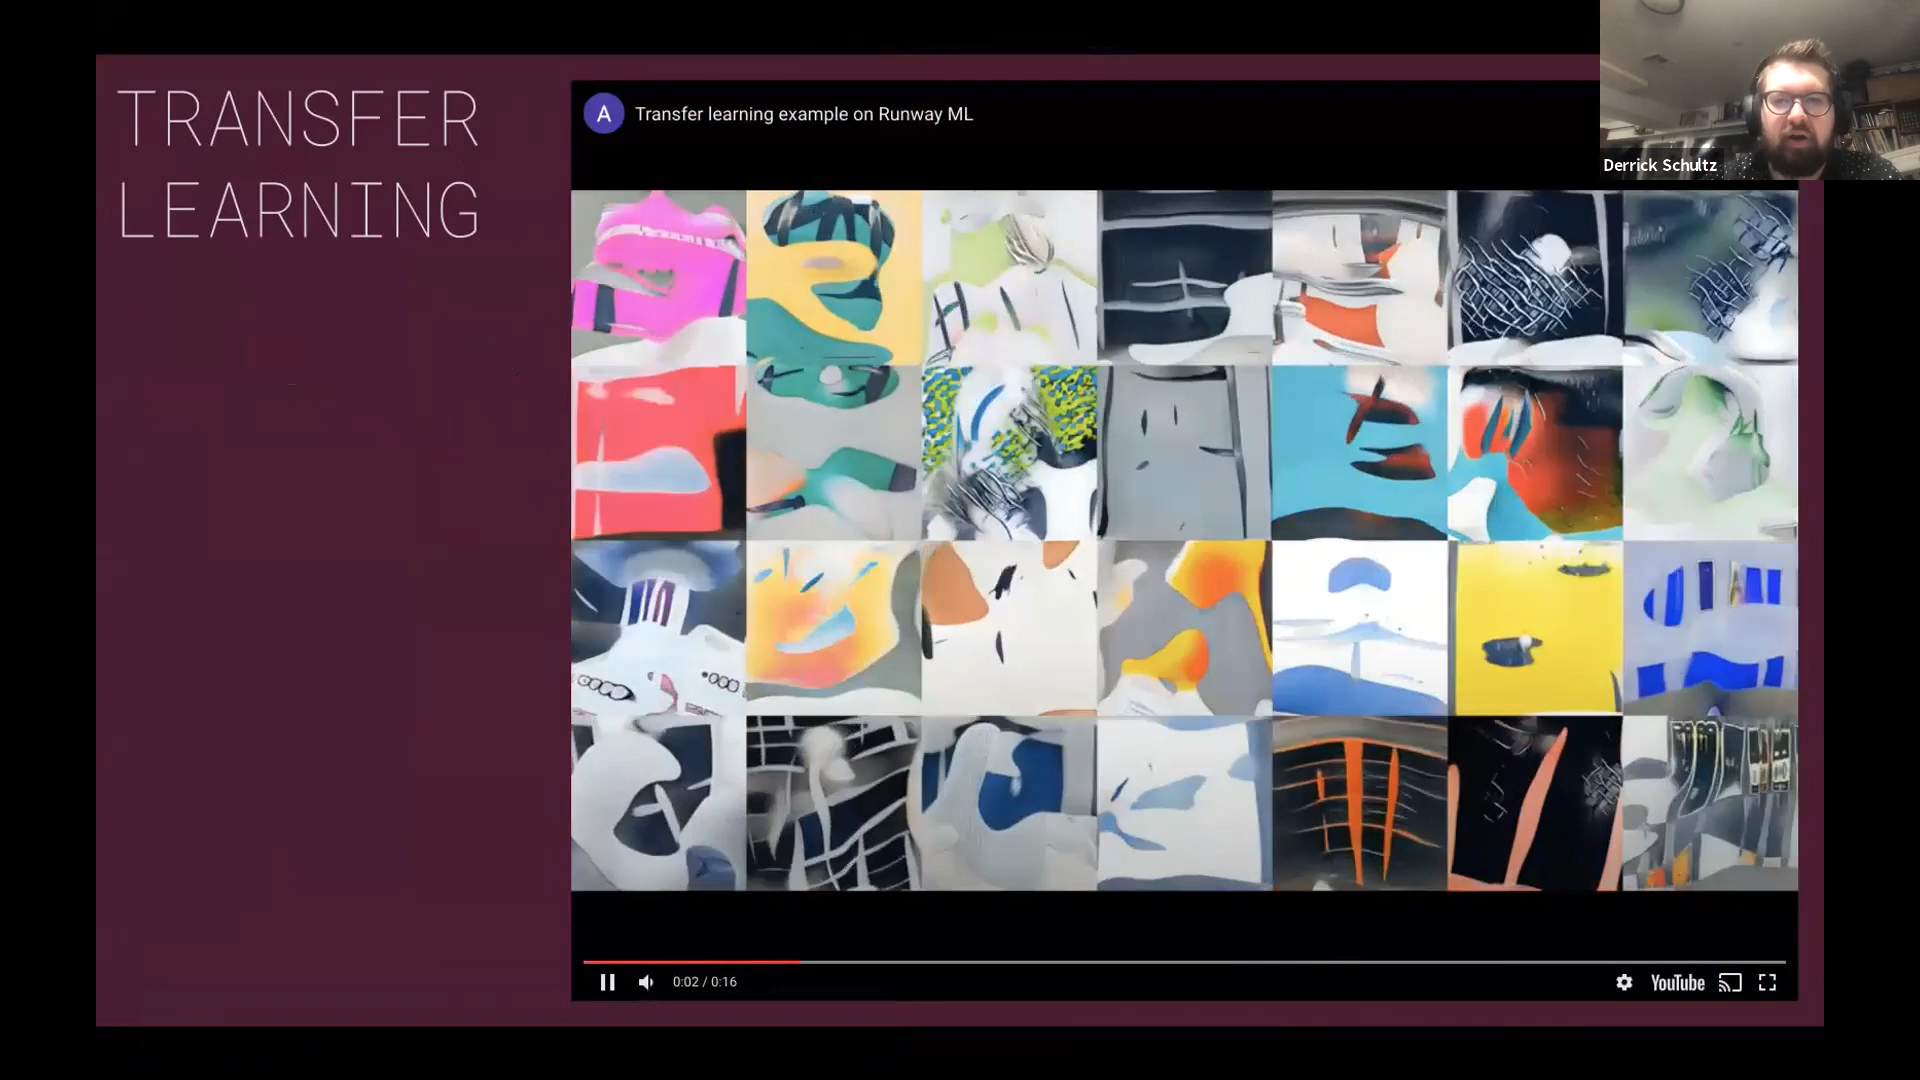 TRANSFER
LEARNING
A
Transfer learning example on Runway ML
Derrick Schultz
0:02 / 0:16
YouTube